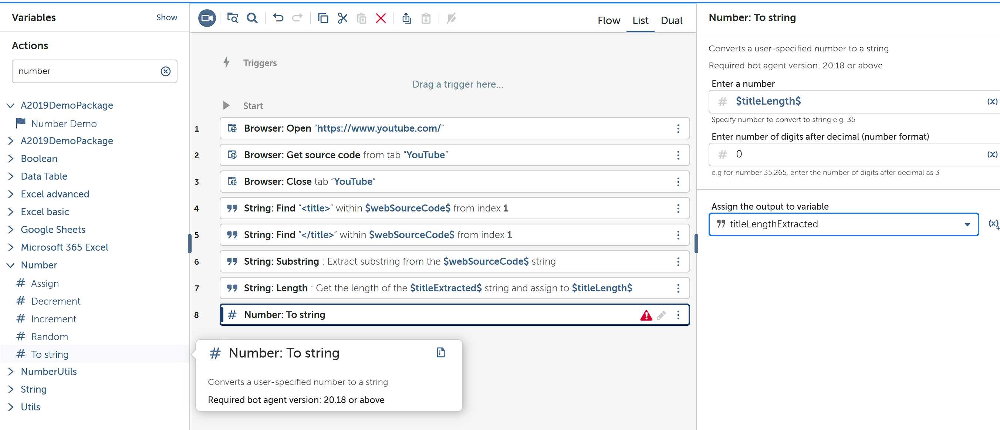 Variables
Show
Actions
number
A2019DemoPackage
Number Demo
A2019DemoPackage
Boolean
Data Table
Excel advanced
Excel basic
Google Sheets
Microsoft 365 Excel
Number
# Assign
# Decrement
# Increment
# Random
# To string
NumberUtils
String
Utils
Flow List Dual
Triggers
Drag a trigger here...
Start
1 Browser: Open “https://www.youtube.com/”
2 Browser: Get source code from tab “YouTube”
3 Browser: Close tab “YouTube”
4 String: Find “<title>” within $webSourceCode$ from index 1
5 String: Find “</title>” within $webSourceCode$ from index 1
6 String: Substring : Extract substring from the $webSourceCode$ string
7 String: Length : Get the length of the $titleExtracted$ string and assign to $titleLength$
8 # Number: To string
# Number: To string
Converts a user-specified number to a string
Required bot agent version: 20.18 or above
Number: To string
Converts a user-specified number to a string
Required bot agent version: 20.18 or above
Enter a number
# $titleLength$ (x)
Specify number to convert to string e.g. 35
Enter number of digits after decimal (number format)
# 0 (x)
e.g for number 35.265, enter the number of digits after decimal as 3
Assign the output to variable
titleLengthExtracted (x)+